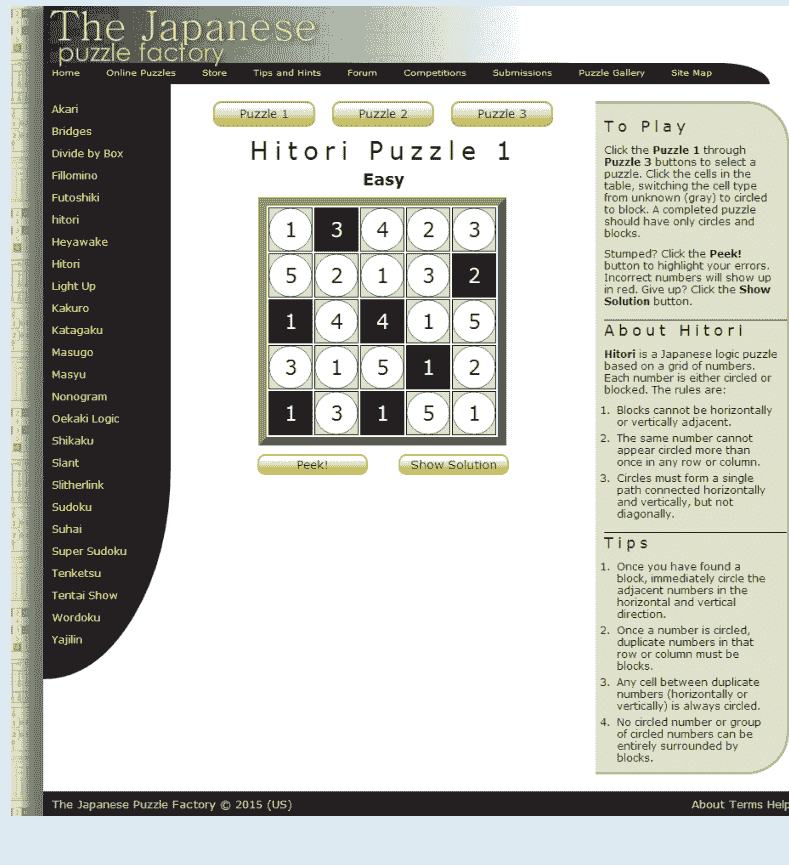 The Japanese
puzzle factory
Home Online Puzzles Store Tips and Hints Forum Competitions Submissions Puzzle Gallery Site Map
Akari
Bridges
Divide by Box
Fillomino
Futoshiki
hitori
Heyawake
Hitori
Light Up
Kakuro
Katagaku
Masugo
Masyu
Nonogram
Oekaki Logic
Shikaku
Slant
Slitherlink
Sudoku
Suhai
Super Sudoku
Tenketsu
Tentai Show
Wordoku
Yajilin
Puzzle 1 Puzzle 2 Puzzle 3
Hitori Puzzle 1
Easy
1 3 4 2 3
5 2 1 3 2
1 4 4 1 5
3 1 5 1 2
1 3 1 5 1
Peek! Show Solution
To Play
Click the Puzzle 1 through
Puzzle 3 buttons to select a
puzzle. Click the cells in the
table, switching the cell type
from unknown (gray) to circled
to block. A completed puzzle
should have only circles and
blocks.
Stumped? Click the Peek!
button to highlight your errors.
Incorrect numbers will show up
in red. Give up? Click the Show
Solution button.
About Hitori
Hitori is a Japanese logic puzzle
based on a grid of numbers.
Each number is either circled or
blocked. The rules are:
1. Blocks cannot be horizontally
or vertically adjacent.
2. The same number cannot
appear circled more than
once in any row or column.
3. Circles must form a single
path connected horizontally
and vertically, but not
diagonally.
Tips
1. Once you have found a
block, immediately circle the
adjacent numbers in the
horizontal and vertical
direction.
2. Once a number is circled,
duplicate numbers in that
row or column must be
blocks.
3. Any cell between duplicate
numbers (horizontally or
vertically) is always circled.
4. No circled number or group
of circled numbers can be
entirely surrounded by
blocks.
The Japanese Puzzle Factory © 2015 (US) About Terms Help